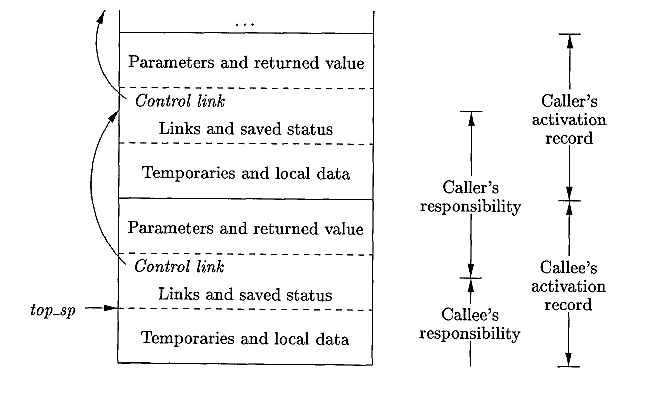 ...
Parameters and returned value
Control link
Links and saved status
Temporaries and local data
Parameters and returned value
Control link
Links and saved status
top_sp
Temporaries and local data
Caller's
responsibility
Callee's
responsibility
Caller's
activation
record
Callee's
activation
record